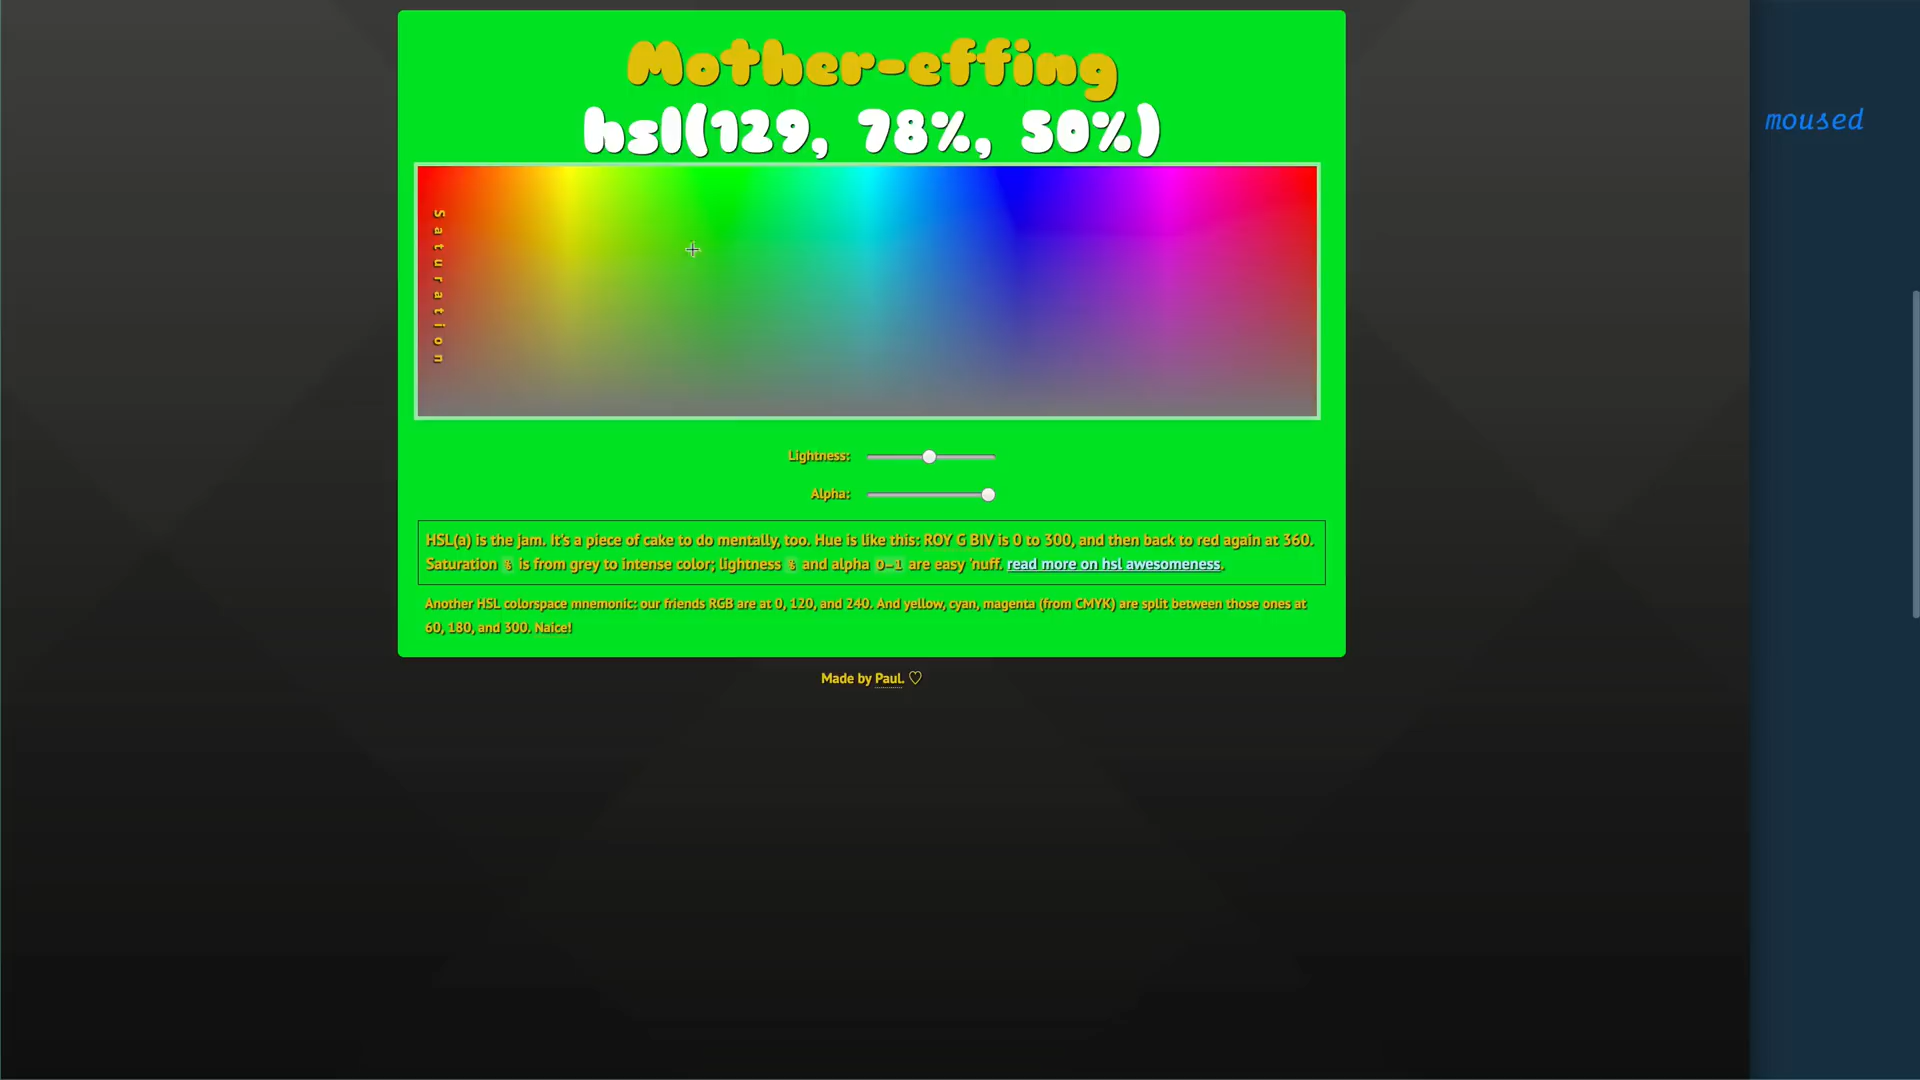 Mother-effing
hsl(129, 78%, 50%)
moused
Saturation
Lightness:
Alpha:
HSL(a) is the jam. It's a piece of cake to do mentally, too. Hue is like this: ROY G BIV is 0 to 300, and then back to red again at 360.
Saturation % is from grey to intense color; lightness % and alpha 0–1 are easy 'nuff. read more on hsl awesomeness.
Another HSL colorspace mnemonic: our friends RGB are at 0, 120, and 240. And yellow, cyan, magenta (from CMYK) are split between those ones at
60, 180, and 300. Naice!
Made by Paul. ♡